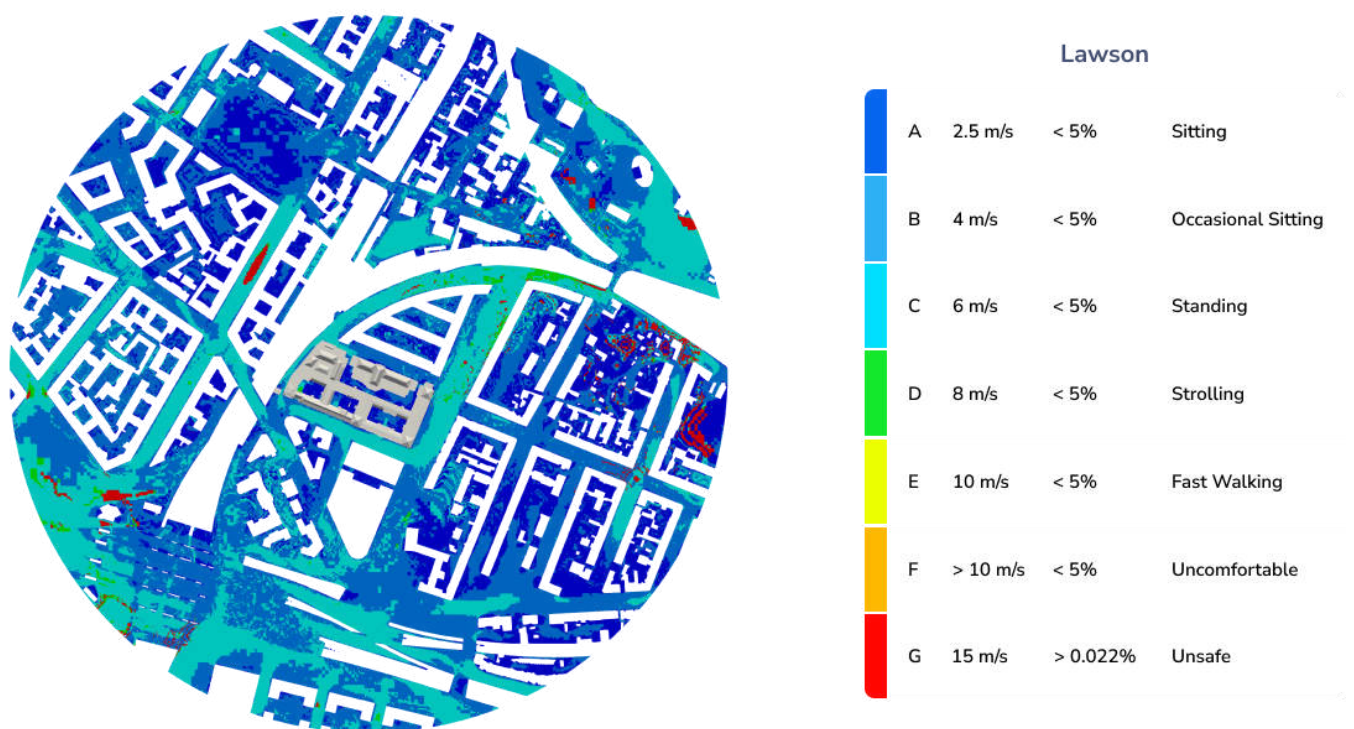 Lawson
A 2.5 m/s < 5% Sitting
B 4 m/s < 5% Occasional Sitting
C 6 m/s < 5% Standing
D 8 m/s < 5% Strolling
E 10 m/s < 5% Fast Walking
F > 10 m/s < 5% Uncomfortable
G 15 m/s > 0.022% Unsafe